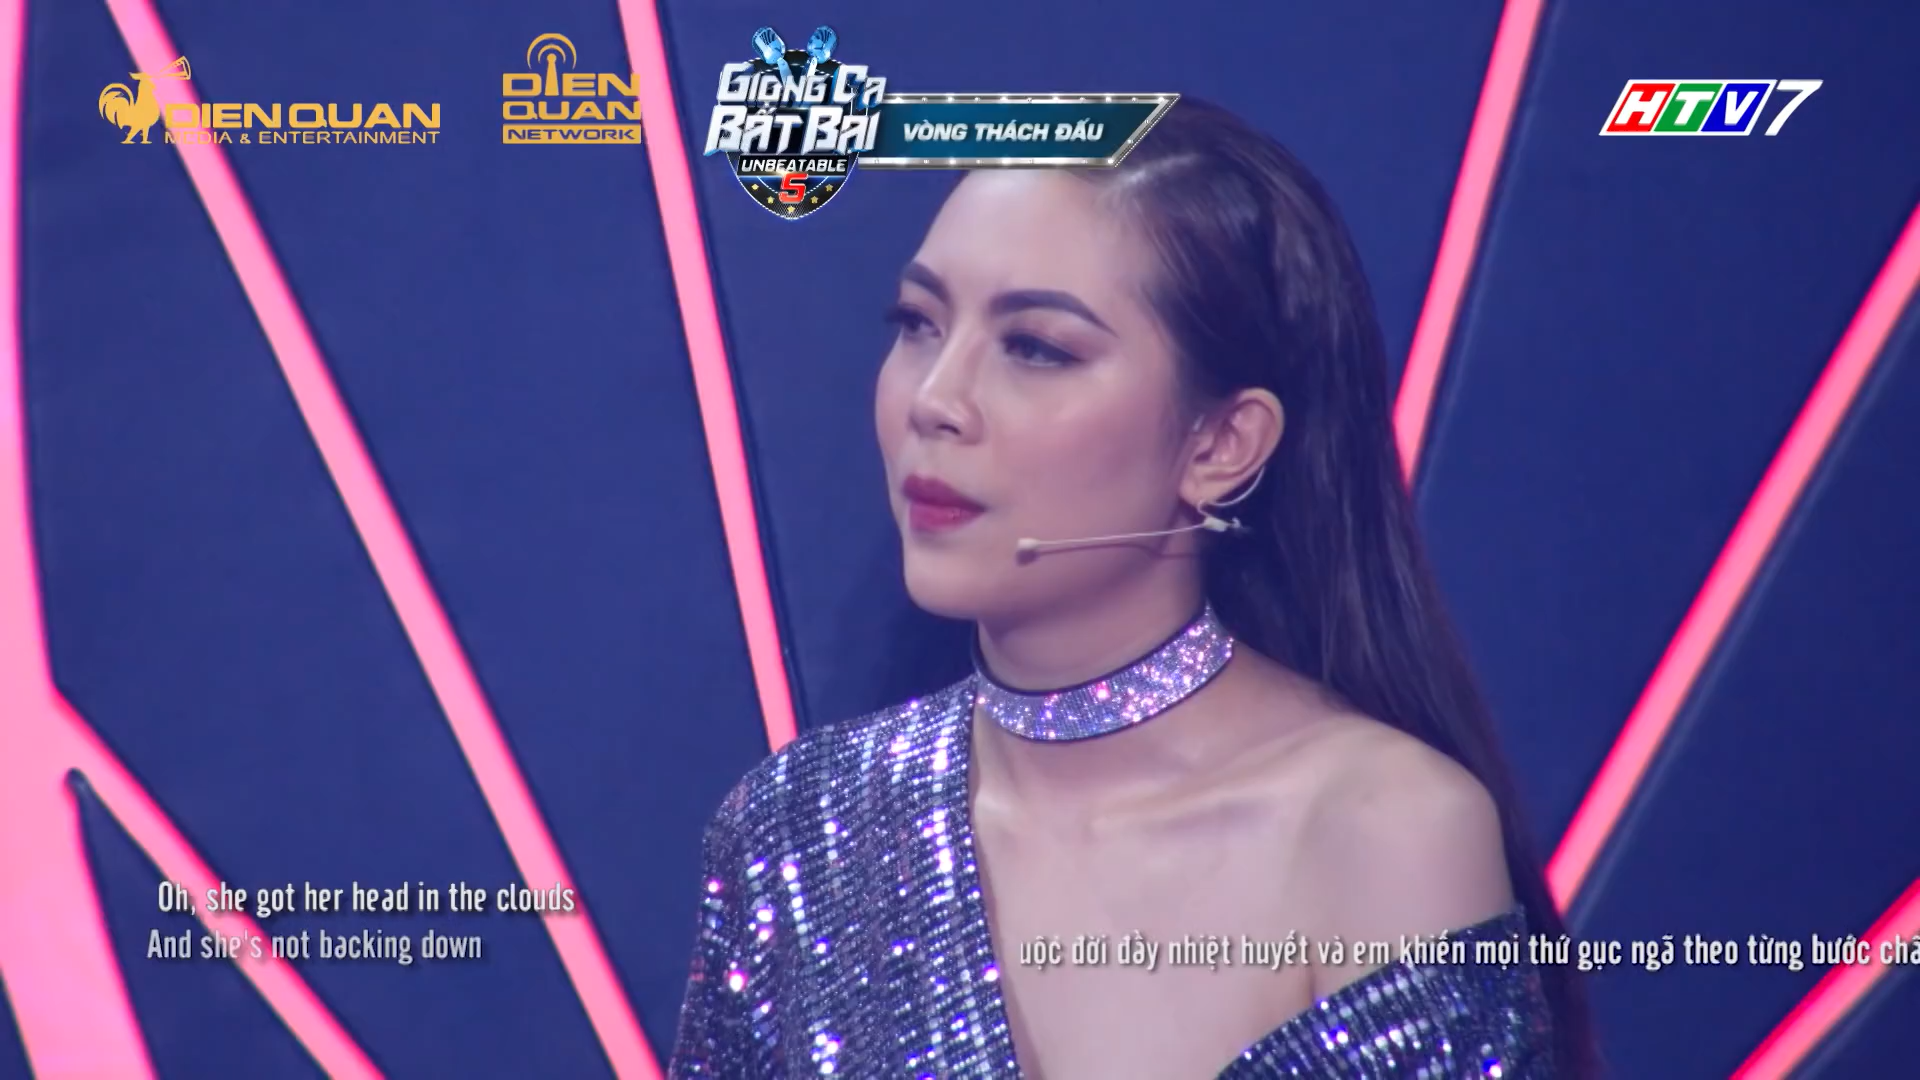 DIEN QUAN
MEDIA & ENTERTAINMENT
DIEN
QUAN
NETWORK
GIỌNG CA
BẤT BẠI
UNBEATABLE
5
VÒNG THÁCH ĐẤU
HTV7
Oh, she got her head in the clouds
And she's not backing down
uộc đời đầy nhiệt huyết và em khiến mọi thứ gục ngã theo từng bước châ